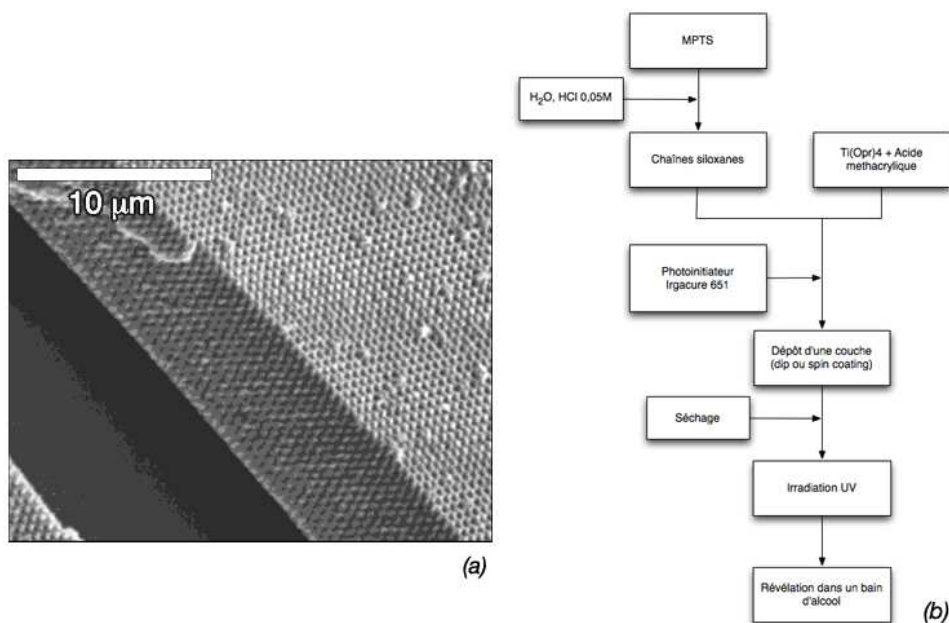 10 µm
(a)
MPTS
H₂O, HCl 0,05M
Chaînes siloxanes
Ti(Opr)4 + Acide
methacrylique
Photoinitiateur
Irgacure 651
Dépôt d'une couche
(dip ou spin coating)
Séchage
Irradiation UV
Révélation dans un bain
d'alcool
(b)